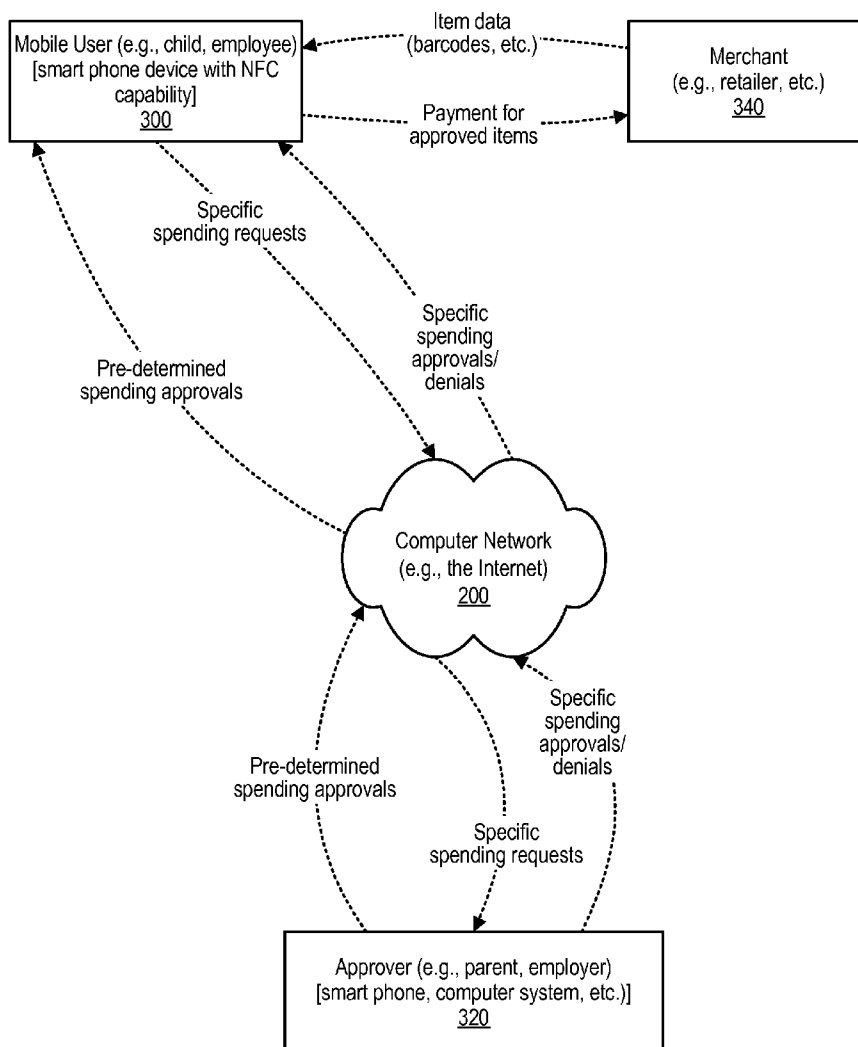 Mobile User (e.g., child, employee)
[smart phone device with NFC
capability]
300
Item data
(barcodes, etc.)
Payment for
approved items
Merchant
(e.g., retailer, etc.)
340
Specific
spending requests
Specific
spending
approvals/
denials
Pre-determined
spending approvals
Computer Network
(e.g., the Internet)
200
Specific
spending
approvals/
denials
Pre-determined
spending approvals
Specific
spending requests
Approver (e.g., parent, employer)
[smart phone, computer system, etc.)]
320